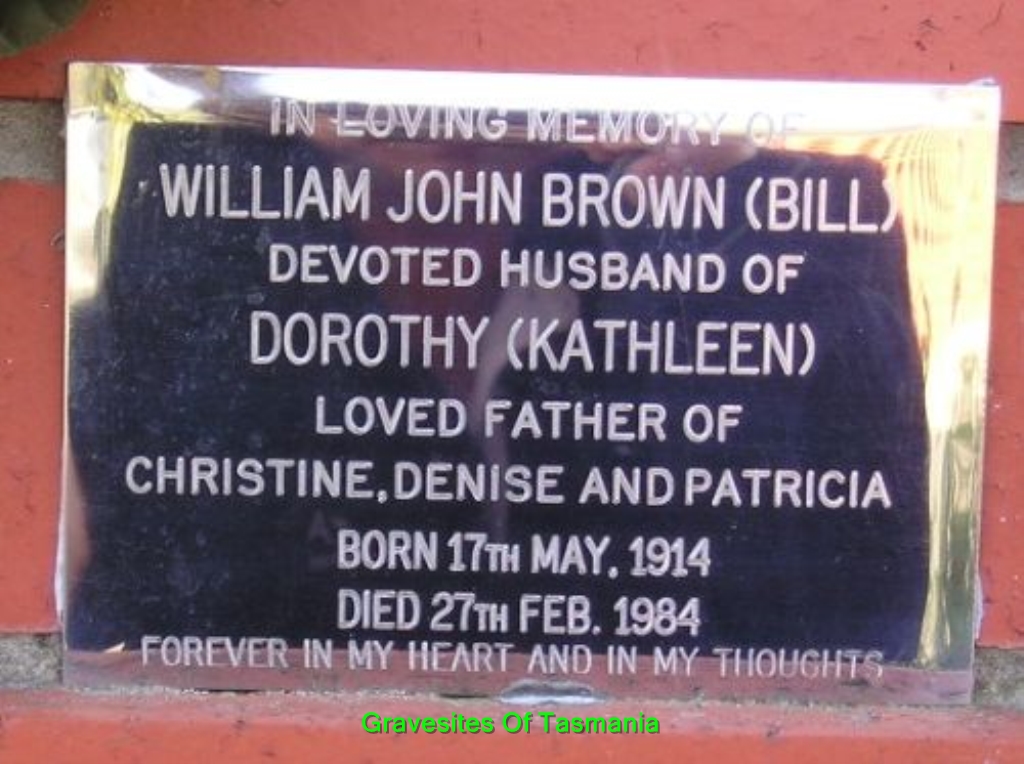 IN LOVING MEMORY OF
WILLIAM JOHN BROWN (BILL)
DEVOTED HUSBAND OF
DOROTHY (KATHLEEN)
LOVED FATHER OF
CHRISTINE, DENISE AND PATRICIA
BORN 17TH MAY. 1914
DIED 27TH FEB. 1984
FOREVER IN MY HEART AND IN MY THOUGHTS
Gravesites Of Tasmania